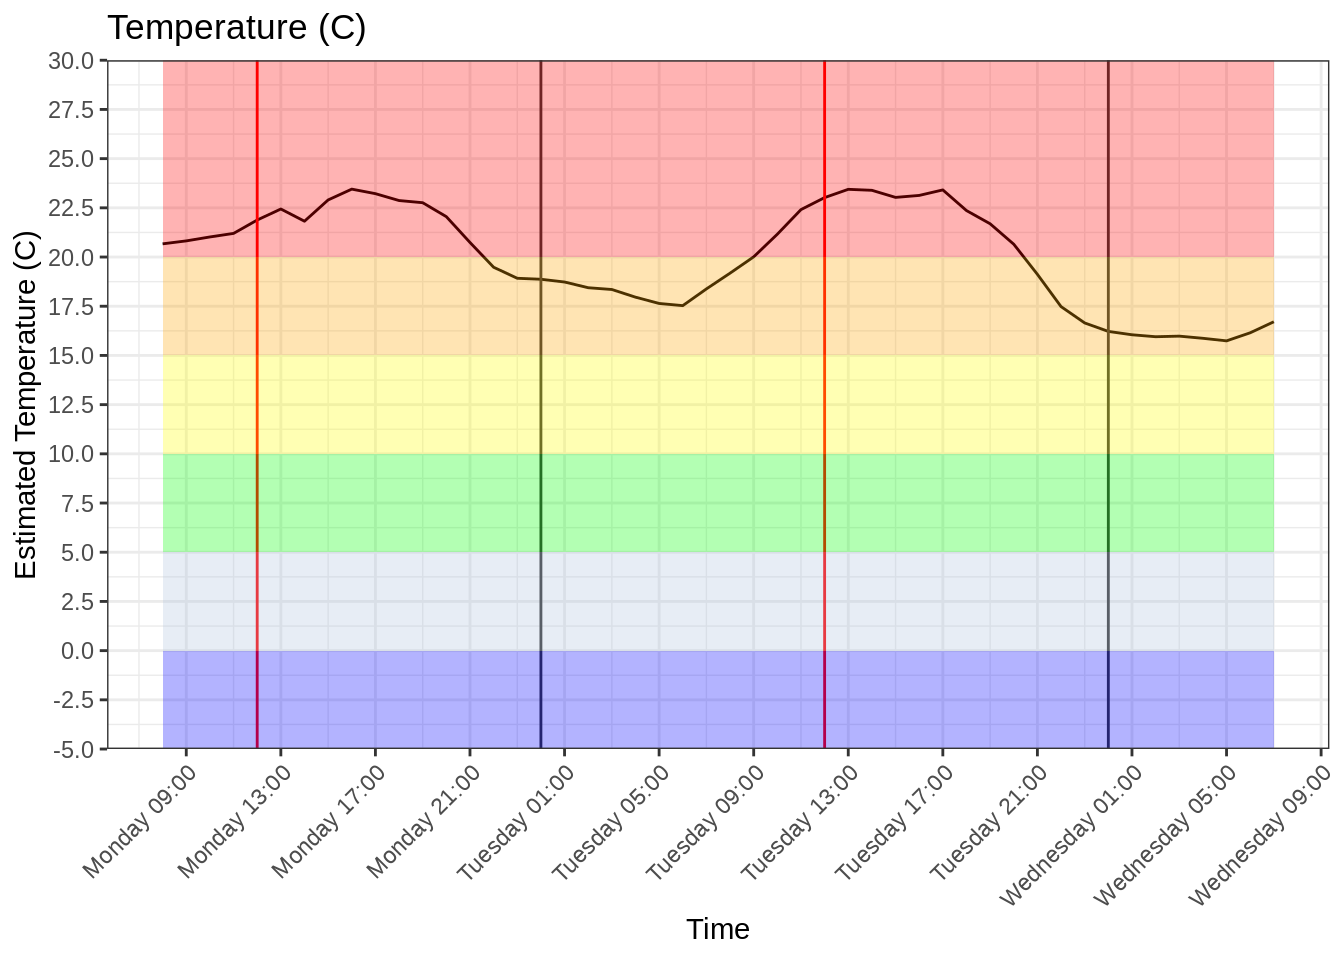 Temperature (C)
30.0
27.5
25.0
22.5
20.0
17.5
15.0
12.5
10.0
7.5
5.0
2.5
0.0
-2.5
-5.0
Estimated Temperature (C)
Monday 09:00
Monday 13:00
Monday 17:00
Monday 21:00
Tuesday 01:00
Tuesday 05:00
Tuesday 09:00
Tuesday 13:00
Tuesday 17:00
Tuesday 21:00
Wednesday 01:00
Wednesday 05:00
Wednesday 09:00
Time